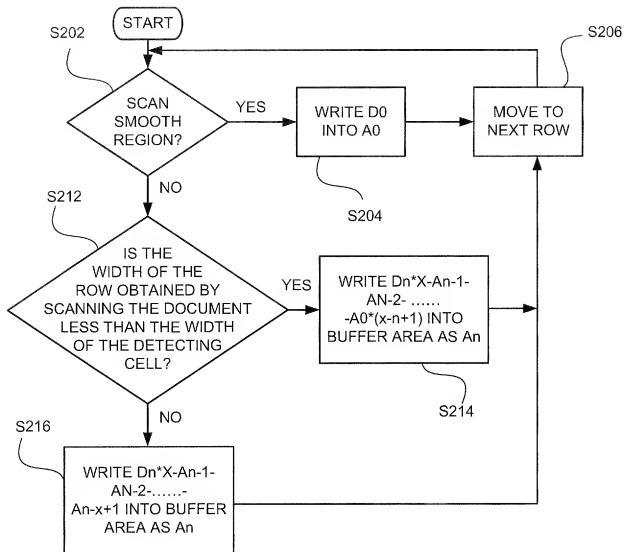 START
S202
S206
SCAN
SMOOTH
REGION?
YES
WRITE D0
INTO A0
MOVE TO
NEXT ROW
NO
S204
S212
IS THE
WIDTH OF THE
ROW OBTAINED BY
SCANNING THE DOCUMENT
LESS THAN THE WIDTH
OF THE DETECTING
CELL?
YES
WRITE Dn*X-An-1-
AN-2- ......
-A0*(x-n+1) INTO
BUFFER AREA AS An
S214
NO
S216
WRITE Dn*X-An-1-
AN-2-......-
An-x+1 INTO BUFFER
AREA AS An